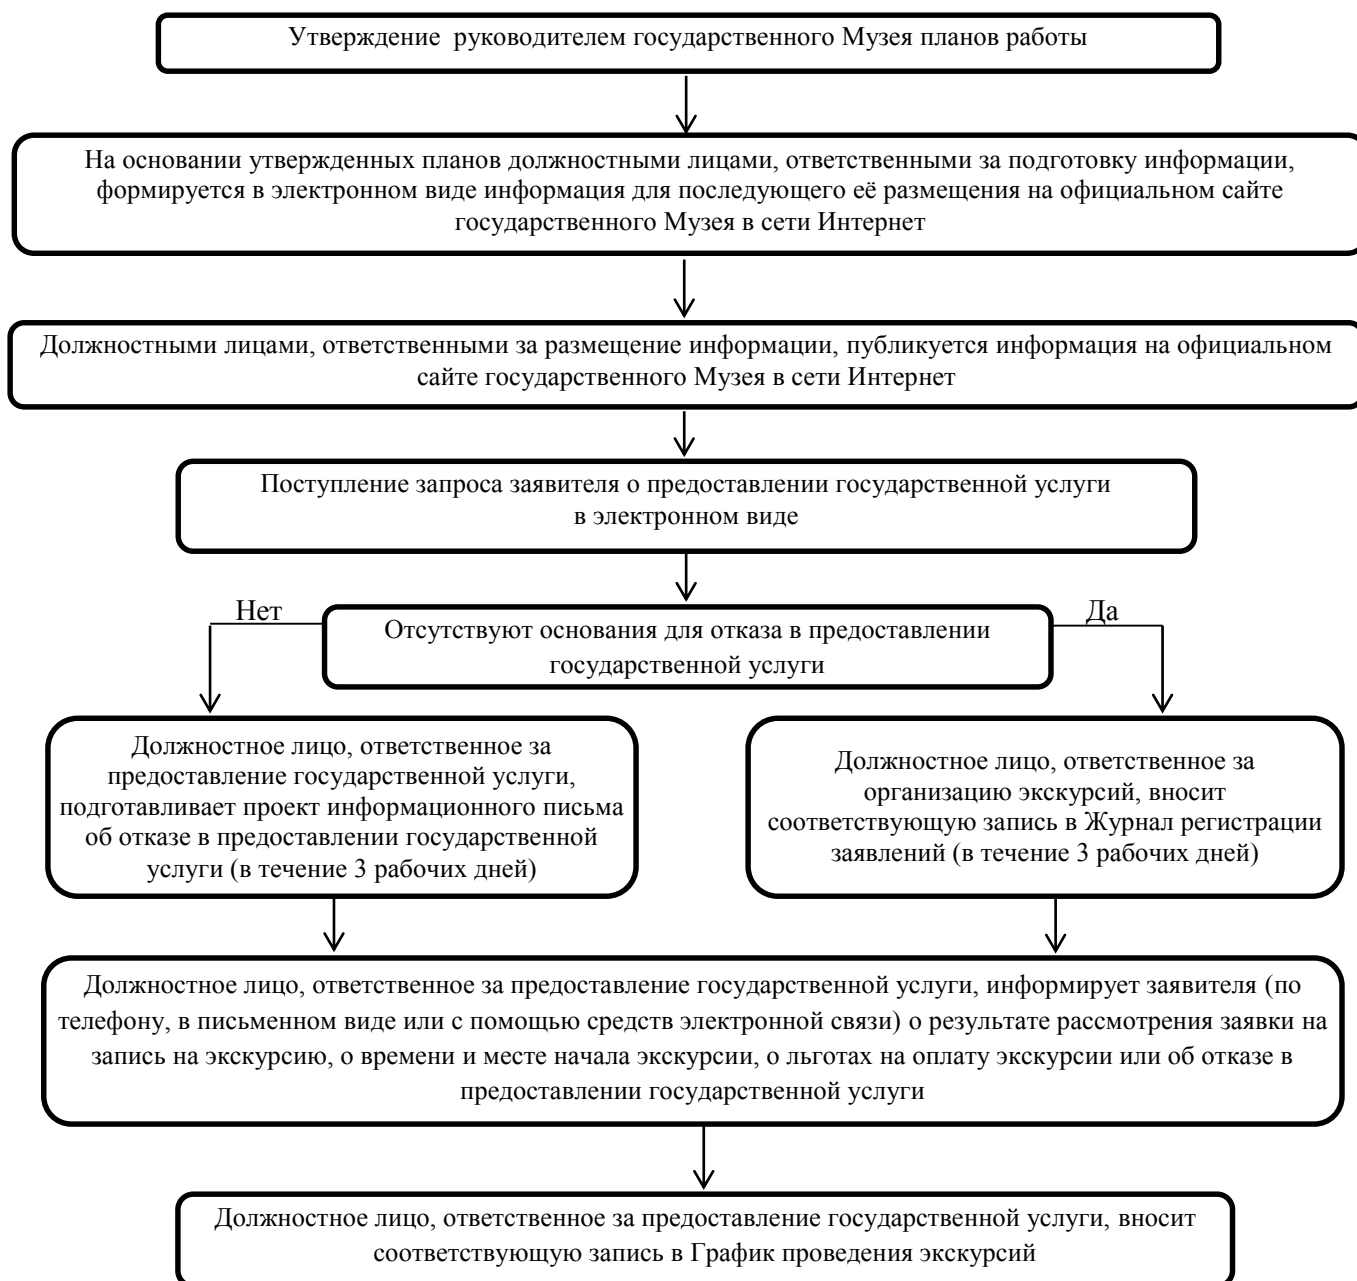 Утверждение руководителем государственного Музея планов работы
На основании утвержденных планов должностными лицами, ответственными за подготовку информации,
формируется в электронном виде информация для последующего её размещения на официальном сайте
государственного Музея в сети Интернет
Должностными лицами, ответственными за размещение информации, публикуется информация на официальном
сайте государственного Музея в сети Интернет
Поступление запроса заявителя о предоставлении государственной услуги
в электронном виде
Нет
Да
Отсутствуют основания для отказа в предоставлении
государственной услуги
Должностное лицо, ответственное за
предоставление государственной услуги,
подготавливает проект информационного письма
об отказе в предоставлении государственной
услуги (в течение 3 рабочих дней)
Должностное лицо, ответственное за
организацию экскурсий, вносит
соответствующую запись в Журнал регистрации
заявлений (в течение 3 рабочих дней)
Должностное лицо, ответственное за предоставление государственной услуги, информирует заявителя (по
телефону, в письменном виде или с помощью средств электронной связи) о результате рассмотрения заявки на
запись на экскурсию, о времени и месте начала экскурсии, о льготах на оплату экскурсии или об отказе в
предоставлении государственной услуги
Должностное лицо, ответственное за предоставление государственной услуги, вносит
соответствующую запись в График проведения экскурсий